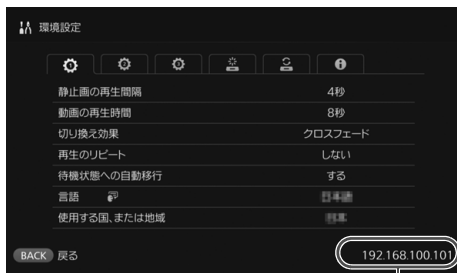 環境設定
静止画の再生間隔 4秒
動画の再生時間 8秒
切り換え効果 クロスフェード
再生のリピート しない
待機状態への自動移行 する
言語
使用する国、または地域
BACK 戻る 192.168.100.101